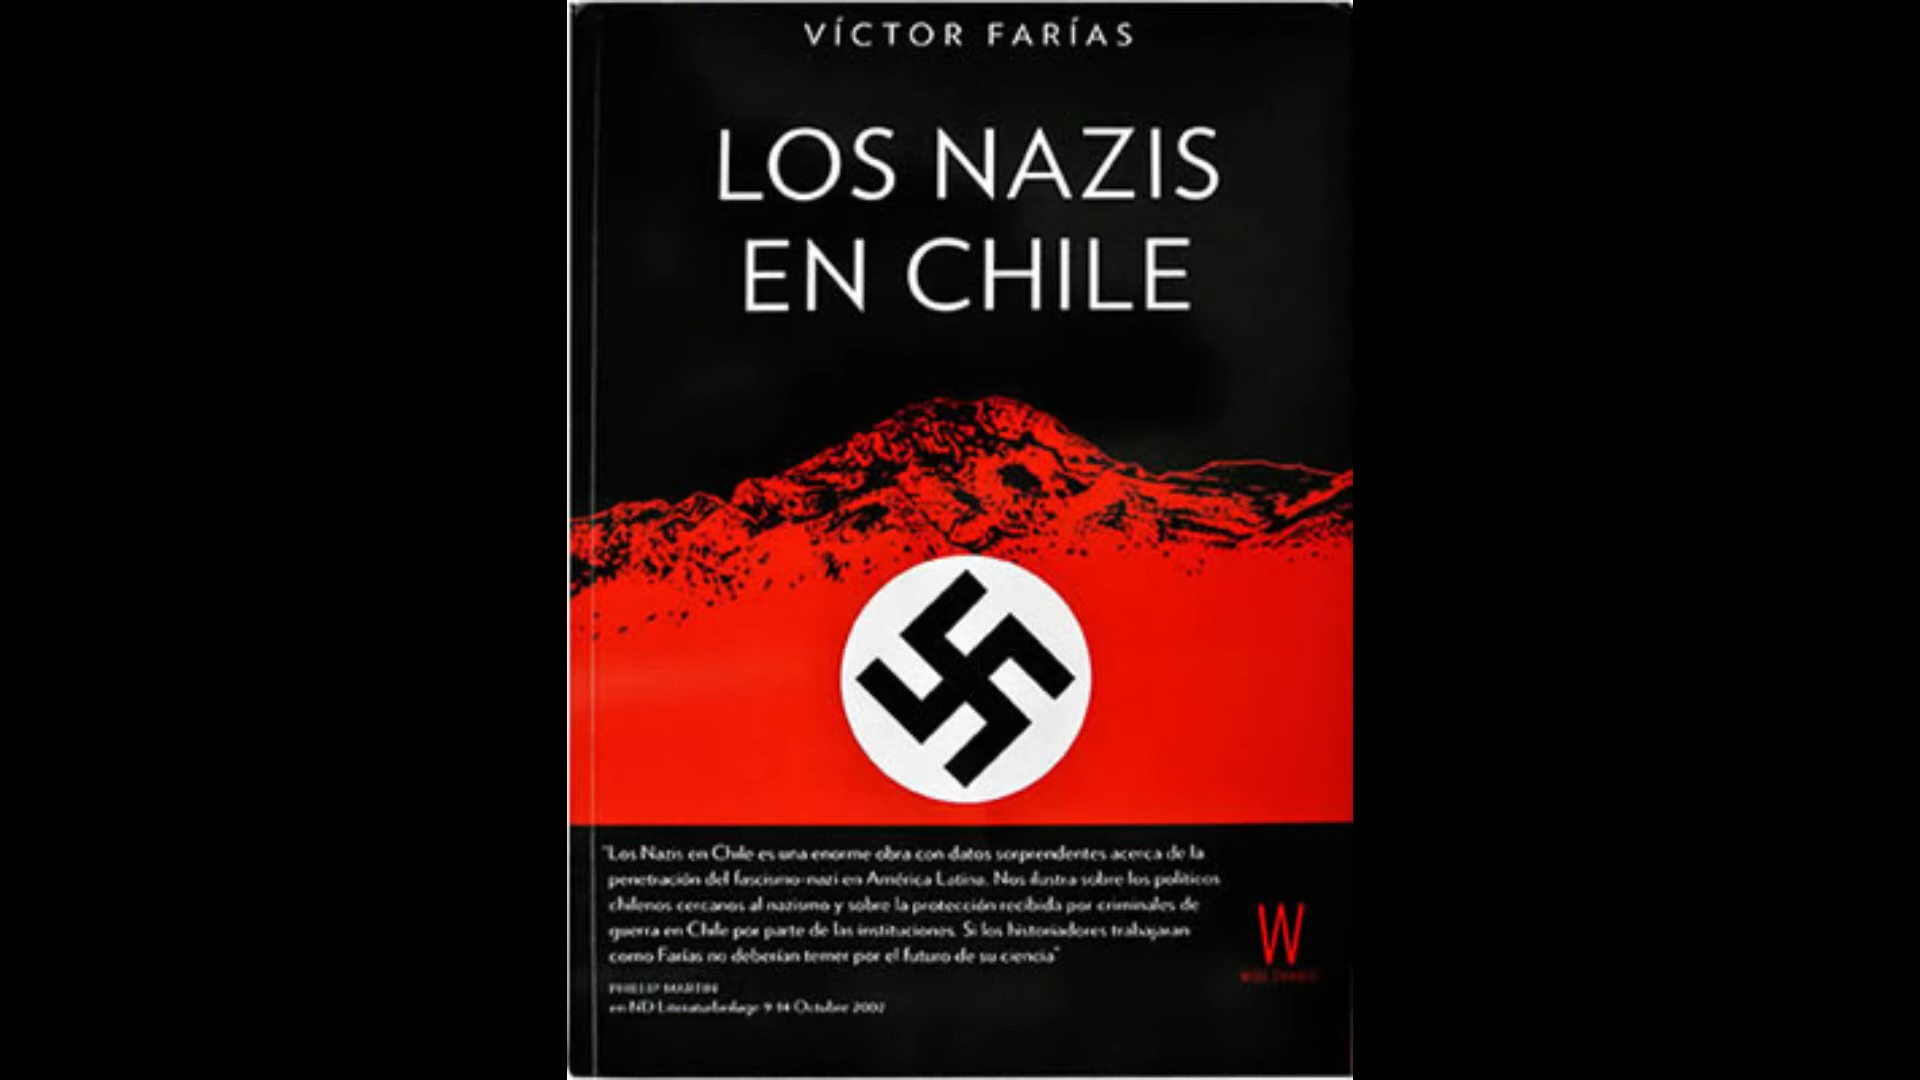 VÍCTOR FARÍAS
LOS NAZIS
EN CHILE
"Los Nazis en Chile es una enorme obra con datos sorprendentes acerca de la
penetración del fascismo-nazi en América Latina. Nos ilustra sobre los políticos
chilenos cercanos al nazismo y sobre la protección recibida por criminales de
guerra en Chile por parte de las instituciones. Si los historiadores trabajaran
como Farías no deberían temer por el futuro de su ciencia"
W
PHILLIP MARTIN
en ND-Literaturbeilage 9-14 Octubre 2002